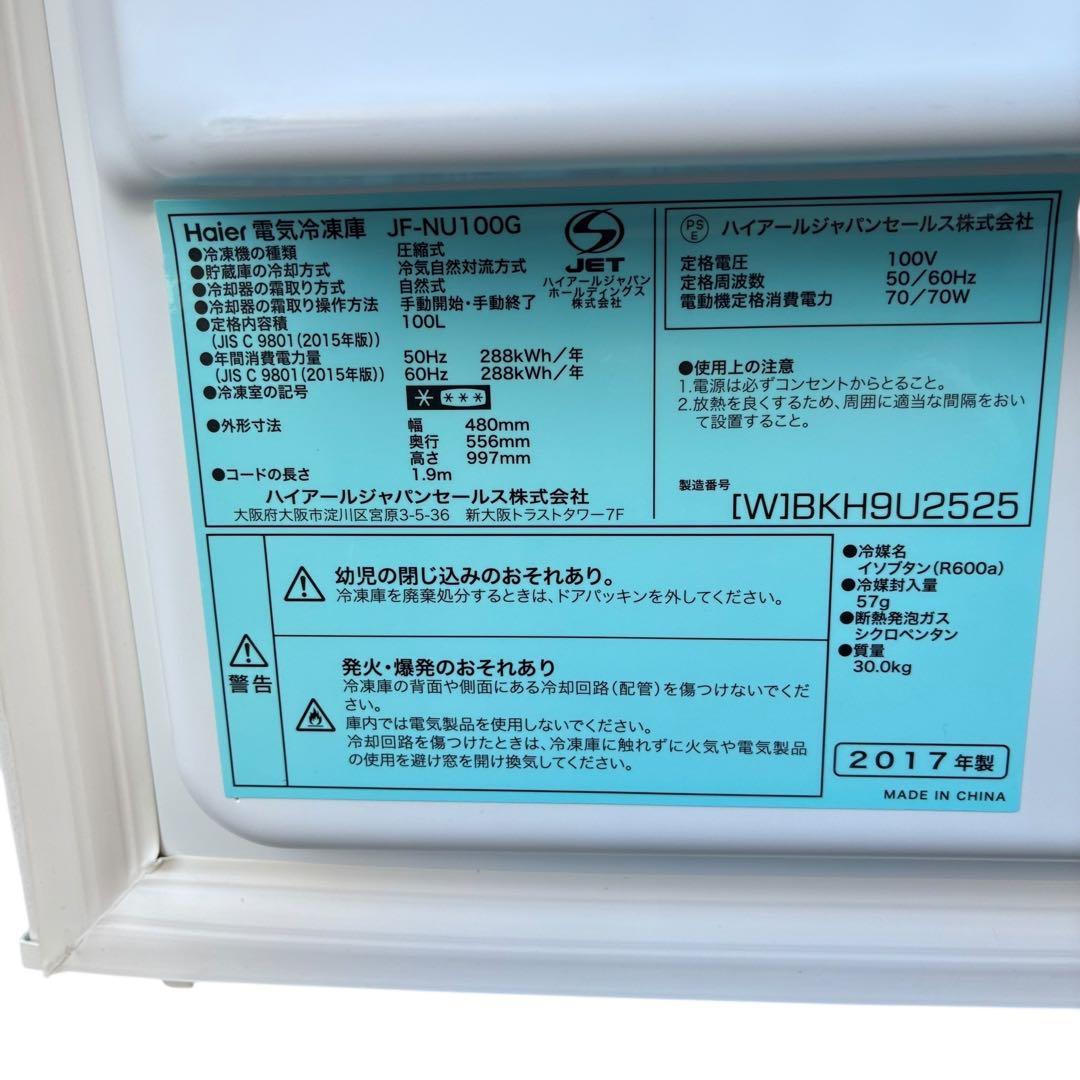 Haier 電気冷凍庫 JF-NU100G
●冷凍機の種類 圧縮式
●貯蔵庫の冷却方式 冷気自然対流方式
●冷却器の霜取り方式 自然式
●冷却器の霜取り操作方法 手動開始・手動終了
●定格内容積 100L
(JIS C 9801(2015年版))
●年間消費電力量 50Hz 288kWh/年
(JIS C 9801(2015年版)) 60Hz 288kWh/年
●冷凍室の記号
●外形寸法 幅 480mm
奥行 556mm
高さ 997mm
●コードの長さ 1.9m
ハイアールジャパンセールス株式会社
大阪府大阪市淀川区宮原3-5-36 新大阪トラストタワー7F
S
JET
ハイアールジャパン
ホールディングス
株式会社
PS
E
ハイアールジャパンセールス株式会社
定格電圧 100V
定格周波数 50/60Hz
電動機定格消費電力 70/70W
●使用上の注意
1.電源は必ずコンセントからとること。
2.放熱を良くするため、周囲に適当な間隔をおい
て設置すること。
製造番号
[W]BKH9U2525
警告
幼児の閉じ込みのおそれあり。
冷凍庫を廃棄処分するときは、ドアパッキンを外してください。
発火・爆発のおそれあり
冷凍庫の背面や側面にある冷却回路(配管)を傷つけないでくだ
さい。
庫内では電気製品を使用しないでください。
冷却回路を傷つけたときは、冷凍庫に触れずに火気や電気製品
の使用を避け窓を開け換気してください。
●冷媒名
イソブタン(R600a)
●冷媒封入量
57g
●断熱発泡ガス
シクロペンタン
●質量
30.0kg
2017年製
MADE IN CHINA